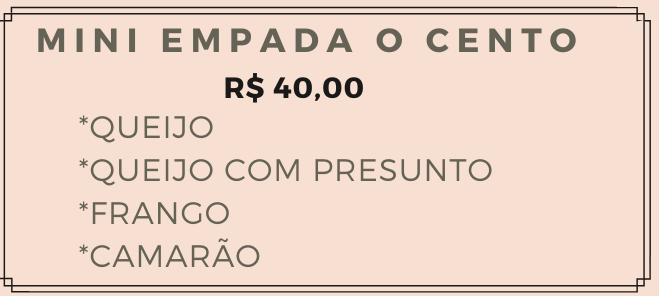 MINI EMPADA O CENTO
R$ 40,00
*QUEIJO
*QUEIJO COM PRESUNTO
*FRANGO
*CAMARÃO